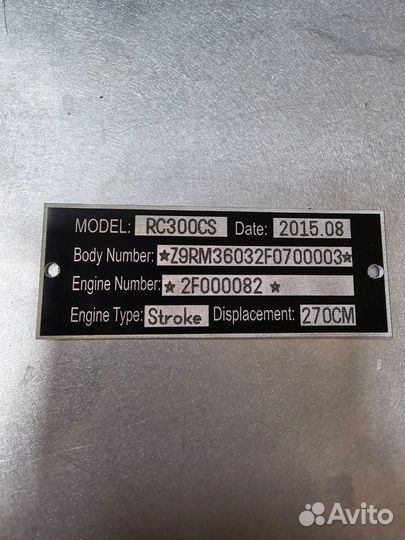 MODEL: RC300CS Date: 2015.08
Body Number: ★Z9RM36032F0700003★
Engine Number: ★ 2F000082 ★
Engine Type: Stroke Displacement: 270CM
Avito